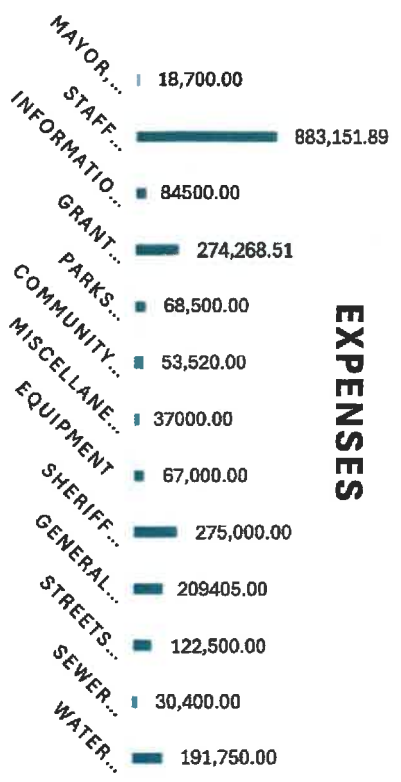 MAYOR,... 18,700.00
STAFF... 883,151.89
INFORMATIO... 84500.00
GRANT... 274,268.51
PARKS... 68,500.00
COMMUNITY... 53,520.00
MISCELLANE... 37000.00
EQUIPMENT 67,000.00
SHERIFF... 275,000.00
GENERAL... 209405.00
STREETS... 122,500.00
SEWER... 30,400.00
WATER... 191,750.00
EXPENSES